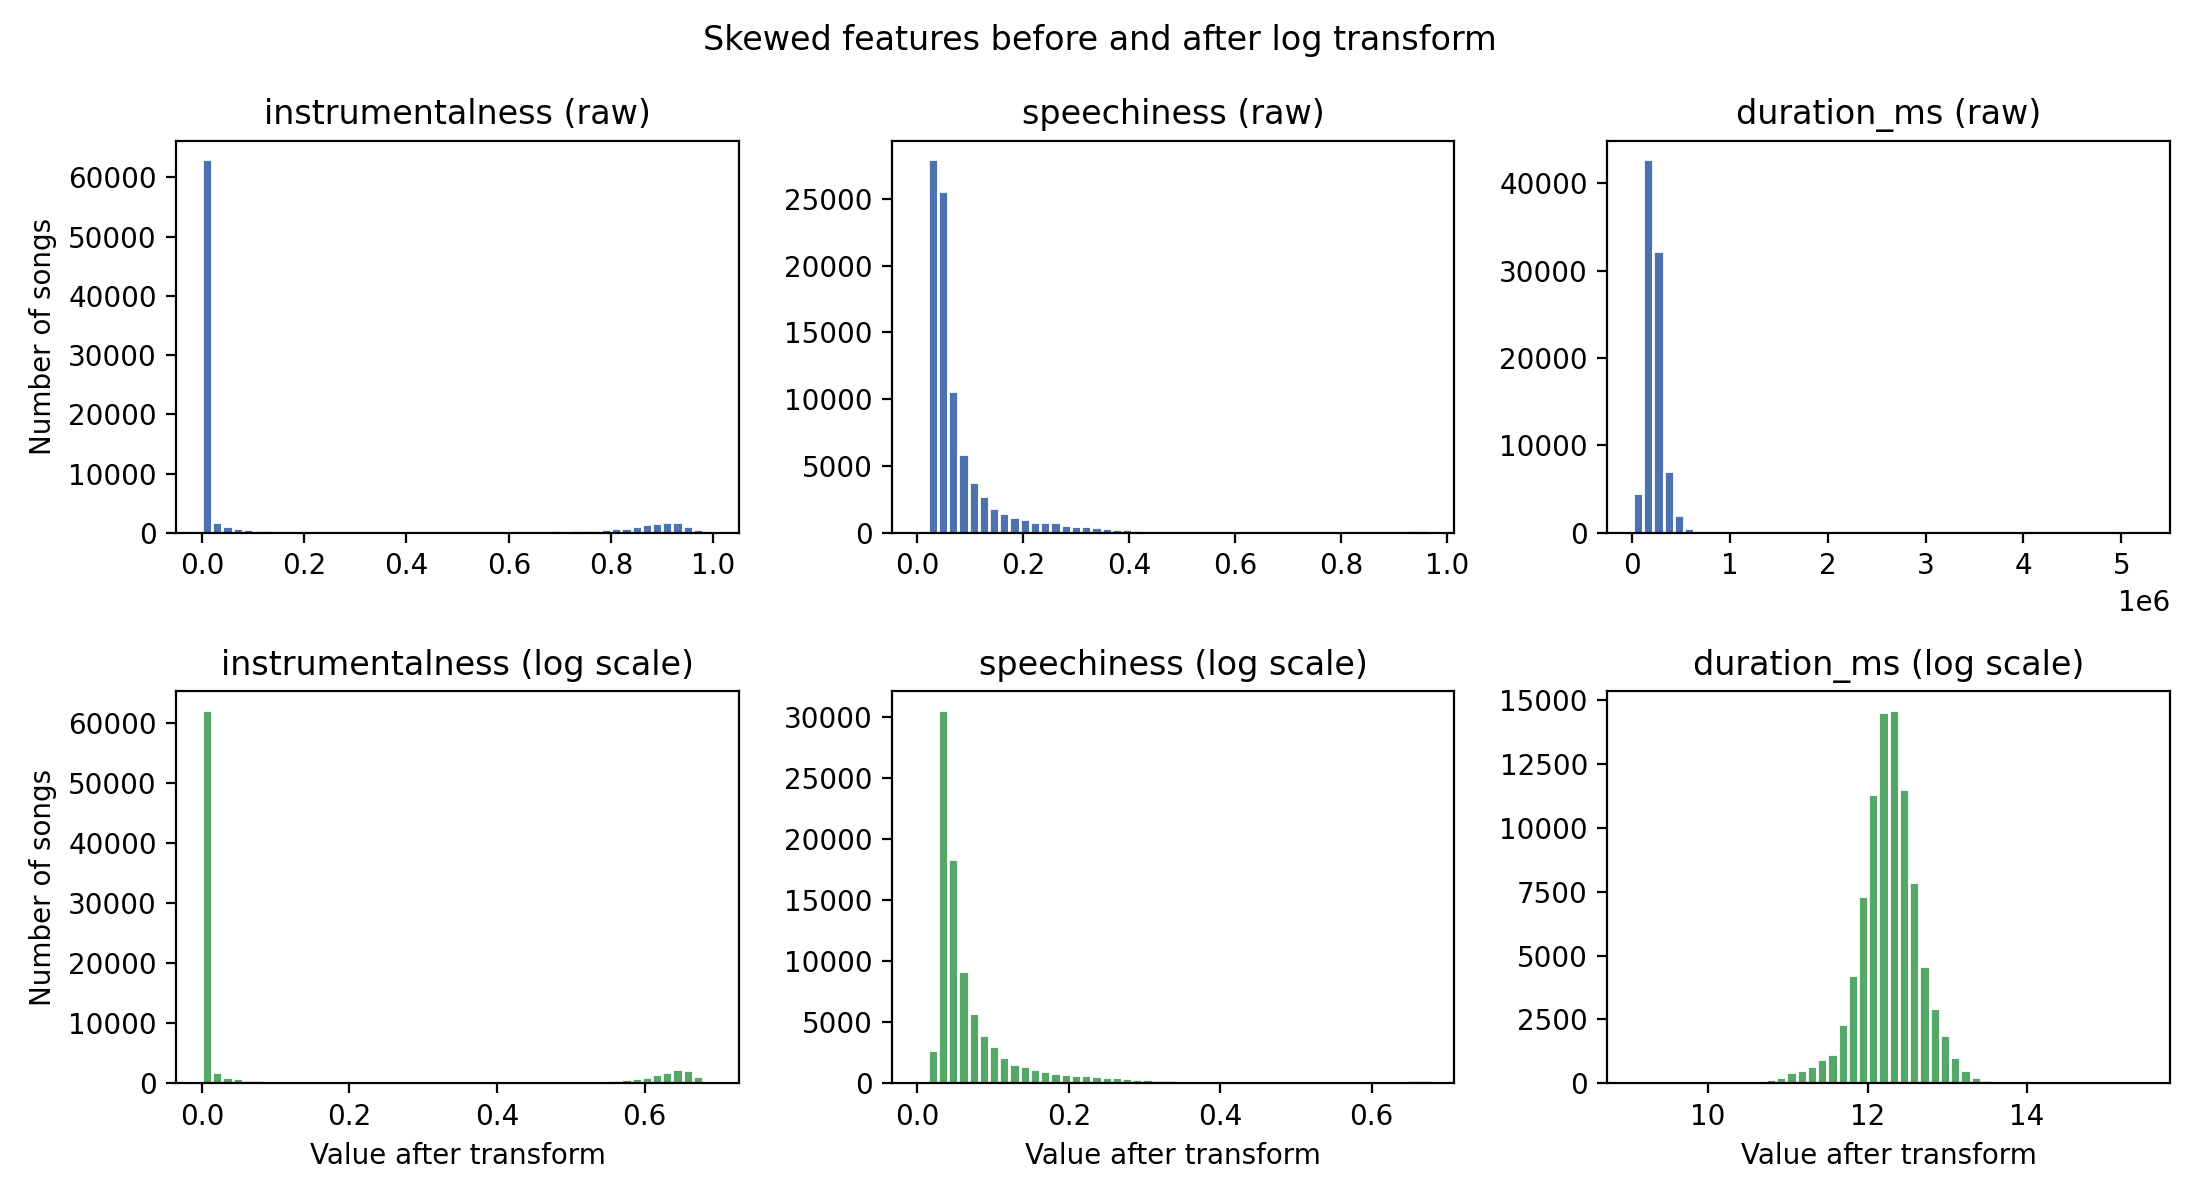 Skewed features before and after log transform
instrumentalness (raw)
Number of songs
60000
50000
40000
30000
20000
10000
0
0.0 0.2 0.4 0.6 0.8 1.0
speechiness (raw)
25000
20000
15000
10000
5000
0
0.0 0.2 0.4 0.6 0.8 1.0
duration_ms (raw)
40000
30000
20000
10000
0
0 1 2 3 4 5
1e6
instrumentalness (log scale)
Number of songs
60000
50000
40000
30000
20000
10000
0
0.0 0.2 0.4 0.6
Value after transform
speechiness (log scale)
30000
25000
20000
15000
10000
5000
0
0.0 0.2 0.4 0.6
Value after transform
duration_ms (log scale)
15000
12500
10000
7500
5000
2500
0
10 12 14
Value after transform